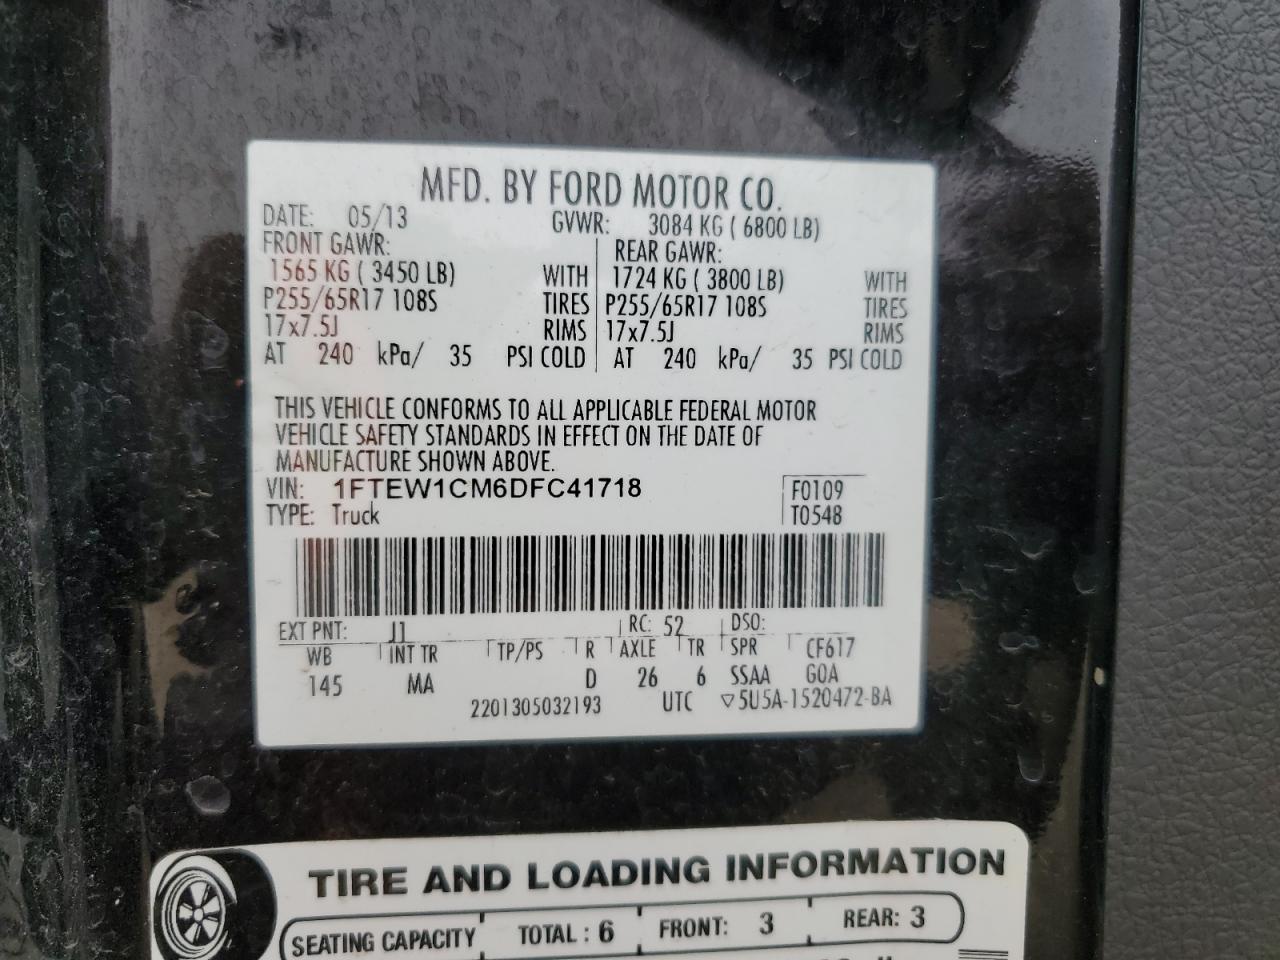 MFD. BY FORD MOTOR CO.
DATE: 05/13 GVWR: 3084 KG ( 6800 LB)
FRONT GAWR: REAR GAWR:
1565 KG ( 3450 LB) WITH 1724 KG ( 3800 LB) WITH
P255/65R17 108S TIRES P255/65R17 108S TIRES
17x7.5J RIMS 17x7.5J RIMS
AT 240 kPa/ 35 PSI COLD AT 240 kPa/ 35 PSI COLD
THIS VEHICLE CONFORMS TO ALL APPLICABLE FEDERAL MOTOR
VEHICLE SAFETY STANDARDS IN EFFECT ON THE DATE OF
MANUFACTURE SHOWN ABOVE.
VIN: 1FTEW1CM6DFC41718 F0109
TYPE: Truck T0548
EXT PNT: J1 RC: 52 DSO:
WB INT TR TP/PS R AXLE TR SPR CF617
145 MA D 26 6 SSAA GOA
2201305032193 UTC ▽5U5A-1520472-BA
TIRE AND LOADING INFORMATION
SEATING CAPACITY TOTAL : 6 FRONT: 3 REAR: 3